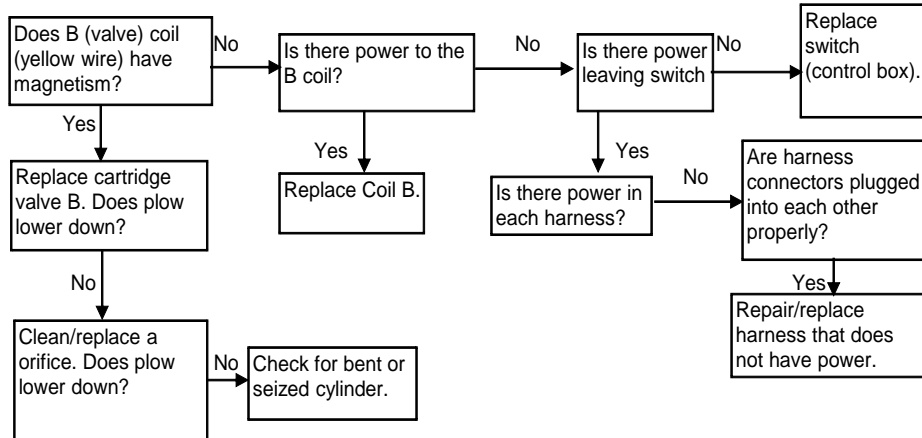 Does B (valve) coil
(yellow wire) have
magnetism?
No
Is there power to the
B coil?
No
Is there power
leaving switch
No
Replace
switch
(control box).
Yes
Replace cartridge
valve B. Does plow
lower down?
Yes
Replace Coil B.
Yes
Is there power in
each harness?
No
Are harness
connectors plugged
into each other
properly?
No
Clean/replace a
orifice. Does plow
lower down?
No
Check for bent or
seized cylinder.
Yes
Repair/replace
harness that does
not have power.